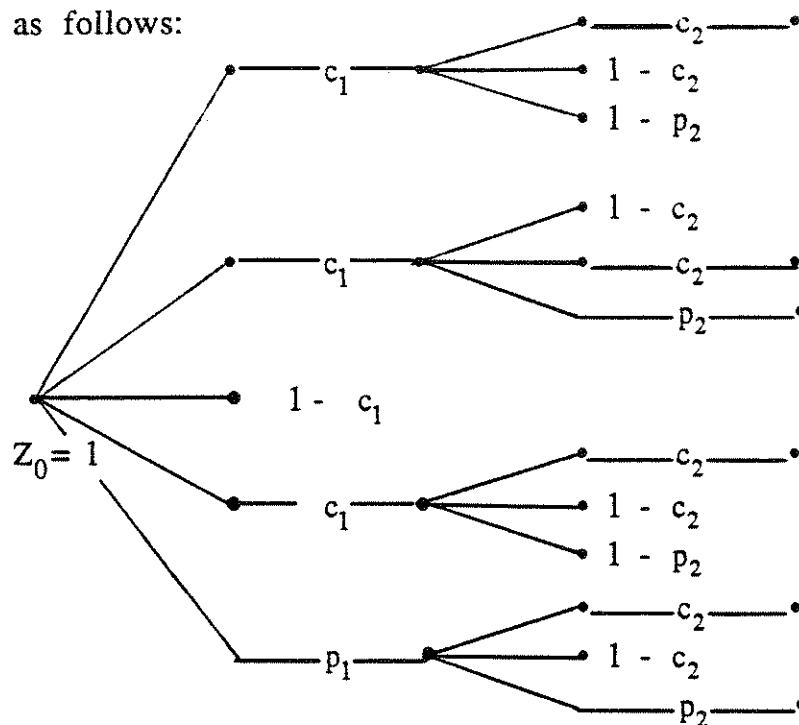 as follows:
c₂
c₁
1 - c₂
1 - p₂
1 - c₂
c₁
c₂
p₂
1 - c₁
Z₀ = 1
c₂
c₁
1 - c₂
1 - p₂
c₂
1 - c₂
p₁
p₂